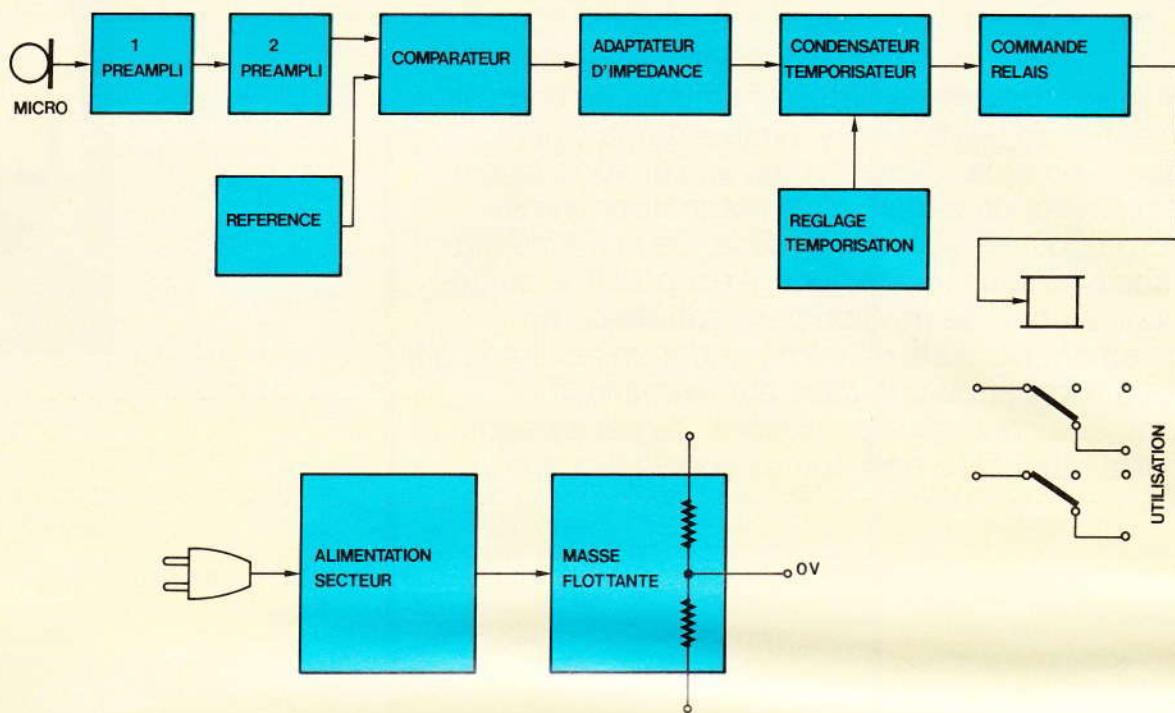 MICRO
1
PREAMPLI
2
PREAMPLI
COMPARATEUR
ADAPTATEUR
D'IMPEDANCE
CONDENSATEUR
TEMPORISATEUR
COMMANDE
RELAIS
REFERENCE
REGLAGE
TEMPORISATION
UTILISATION
ALIMENTATION
SECTEUR
MASSE
FLOTTANTE
0 V